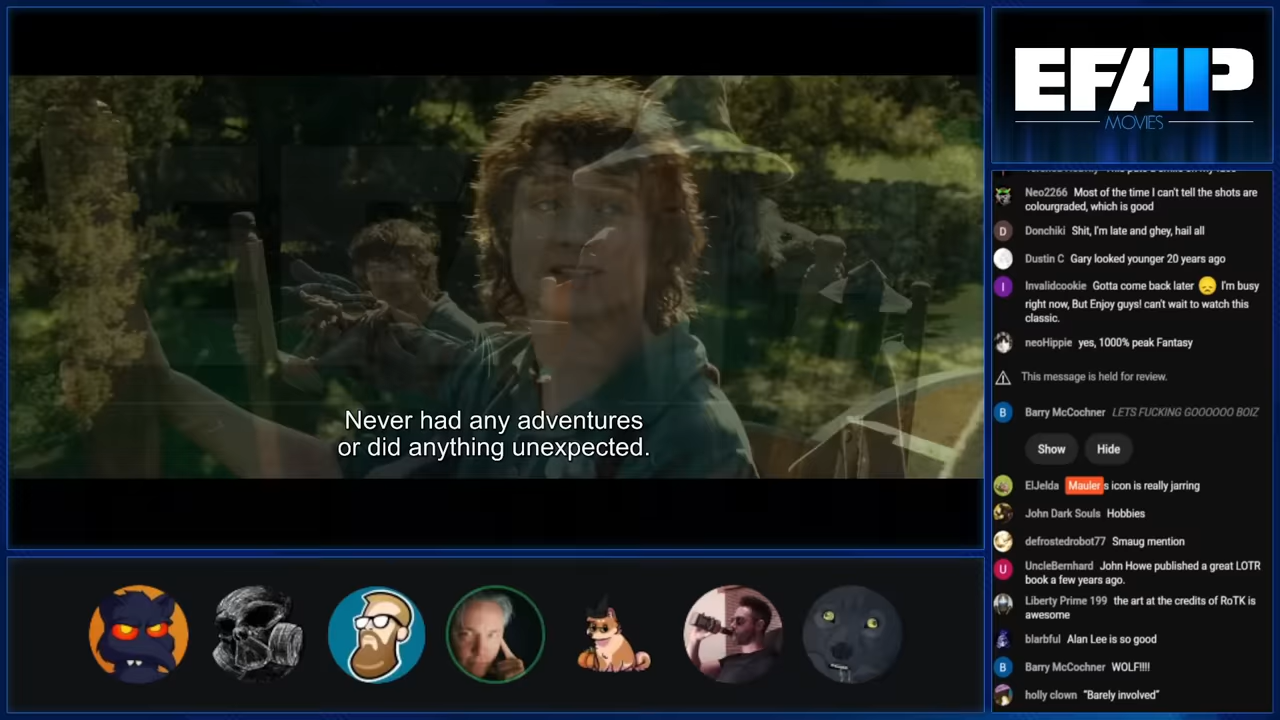 Never had any adventures
or did anything unexpected.
EFAP
MOVIES
Neo2266 Most of the time I can't tell the shots are
colourgraded, which is good
D
Donchiki Shit, I'm late and ghey, hail all
Dustin C Gary looked younger 20 years ago
I
Invalidcookie Gotta come back later 😞 I'm busy
right now, But Enjoy guys! can't wait to watch this
classic.
neoHippie yes, 1000% peak Fantasy
This message is held for review.
B
Barry McCochner LETS FUCKING GOOOOOO BOIZ
Show Hide
ElJelda Mauler s icon is really jarring
John Dark Souls Hobbies
defrostedrobot77 Smaug mention
U
UncleBernhard John Howe published a great LOTR
book a few years ago.
Liberty Prime 199 the art at the credits of RoTK is
awesome
blarbful Alan Lee is so good
B
Barry McCochner WOLF!!!!
holly clown “Barely involved”